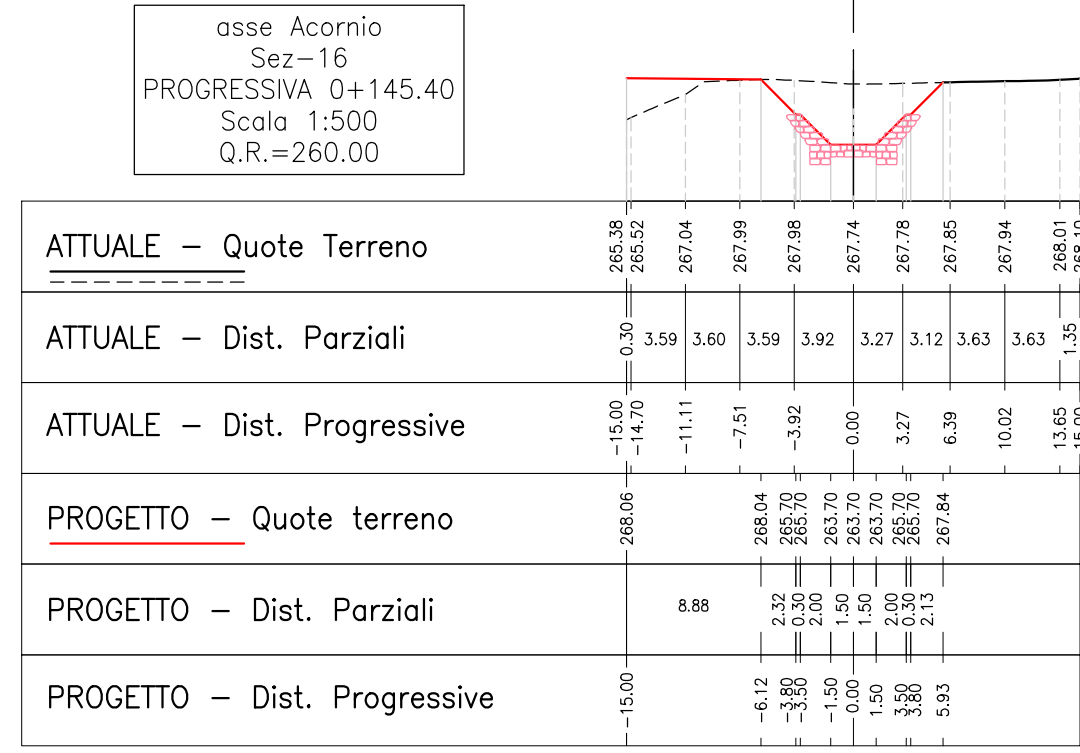 asse Acornio
Sez-16
PROGRESSIVA 0+145.40
Scala 1:500
Q.R.=260.00
ATTUALE - Quote Terreno
265.38 265.52 267.04 267.99 267.98 267.74 267.78 267.85 267.94 268.01
ATTUALE - Dist. Parziali
0.30 3.59 3.60 3.59 3.92 3.27 3.12 3.63 3.63 1.35
ATTUALE - Dist. Progressive
-15.00 -14.70 -11.11 -7.51 -3.92 0.00 3.27 6.39 10.02 13.65
PROGETTO - Quote terreno
268.06 268.04 265.70 265.70 263.70 263.70 263.70 265.70 265.70 267.84
PROGETTO - Dist. Parziali
8.88 2.32 0.30 2.00 1.50 1.50 2.00 0.30 2.13
PROGETTO - Dist. Progressive
-15.00 -6.12 -3.80 -3.50 -1.50 0.00 1.50 3.50 3.80 5.93